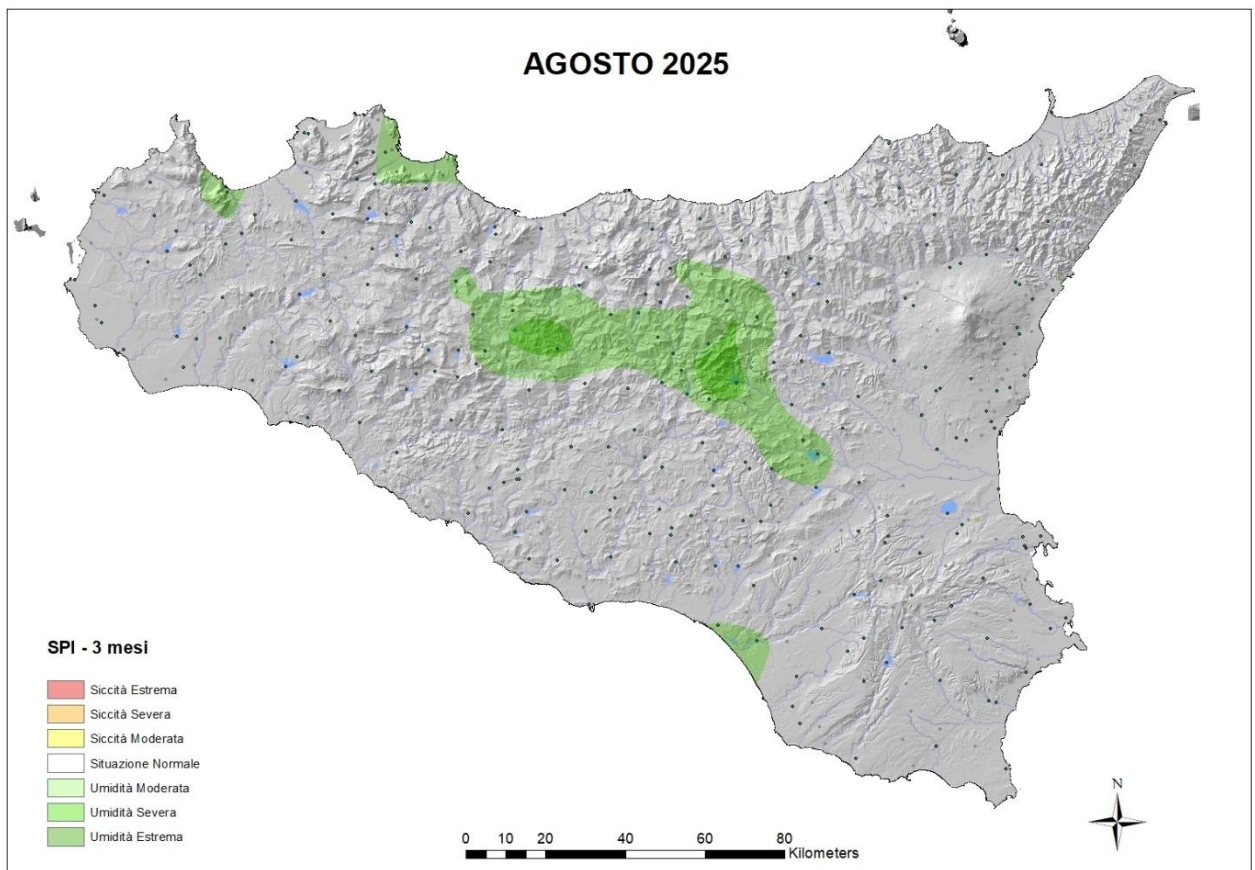 AGOSTO 2025
SPI - 3 mesi
Siccità Estrema
Siccità Severa
Siccità Moderata
Situazione Normale
Umidità Moderata
Umidità Severa
Umidità Estrema
N
0 10 20 40 60 80
Kilometers